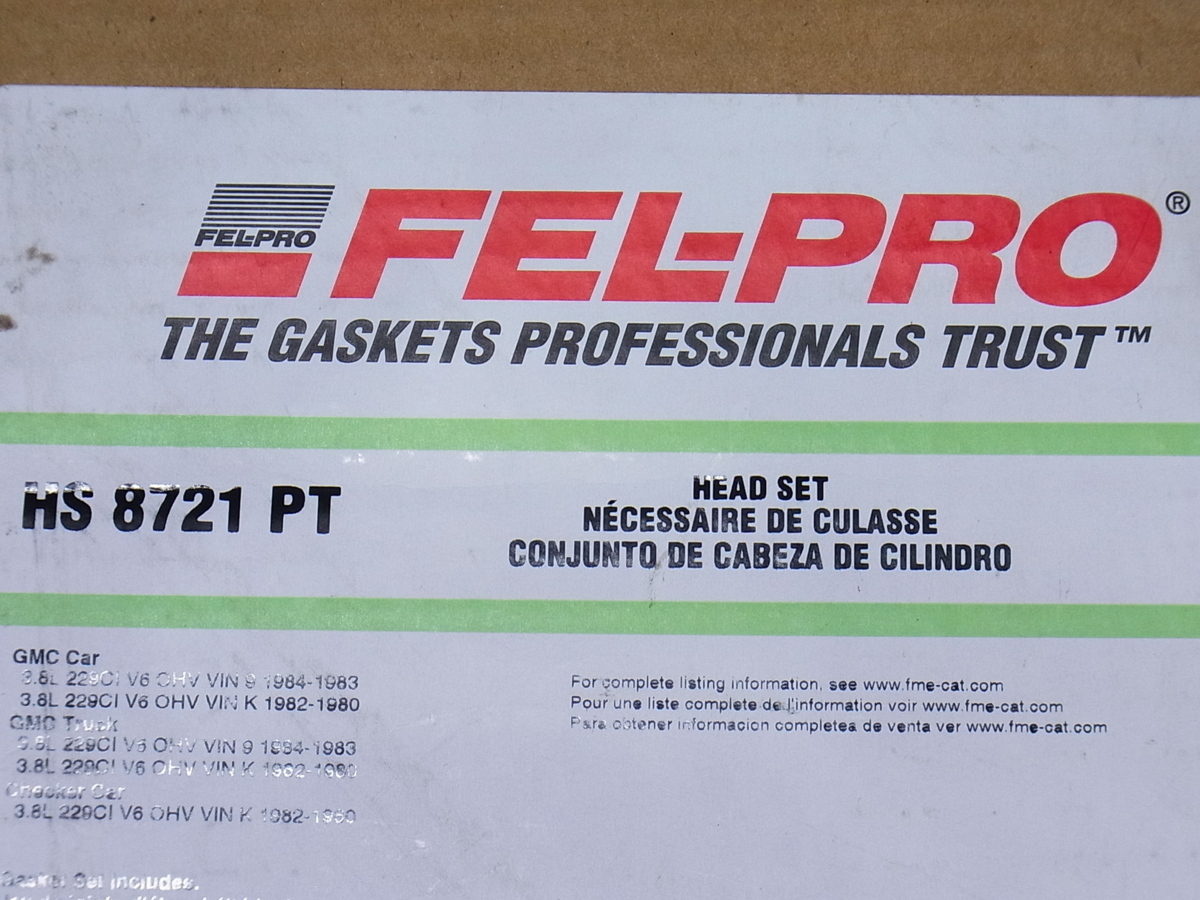 FEL-PRO
FEL-PRO®
THE GASKETS PROFESSIONALS TRUST™
HS 8721 PT
HEAD SET
NÉCESSAIRE DE CULASSE
CONJUNTO DE CABEZA DE CILINDRO
GMC Car
3.8L 229CI V6 OHV VIN 9 1984-1983
3.8L 229CI V6 OHV VIN K 1982-1980
GMC Truck
3.8L 229CI V6 OHV VIN 9 1984-1983
3.8L 229CI V6 OHV VIN K 1982-1980
Checker Car
3.8L 229CI V6 OHV VIN K 1982-1980
For complete listing information, see www.fme-cat.com
Pour une liste complete de l'information voir www.fme-cat.com
Para obtener informacion completea de venta ver www.fme-cat.com
Gasket Set Includes.